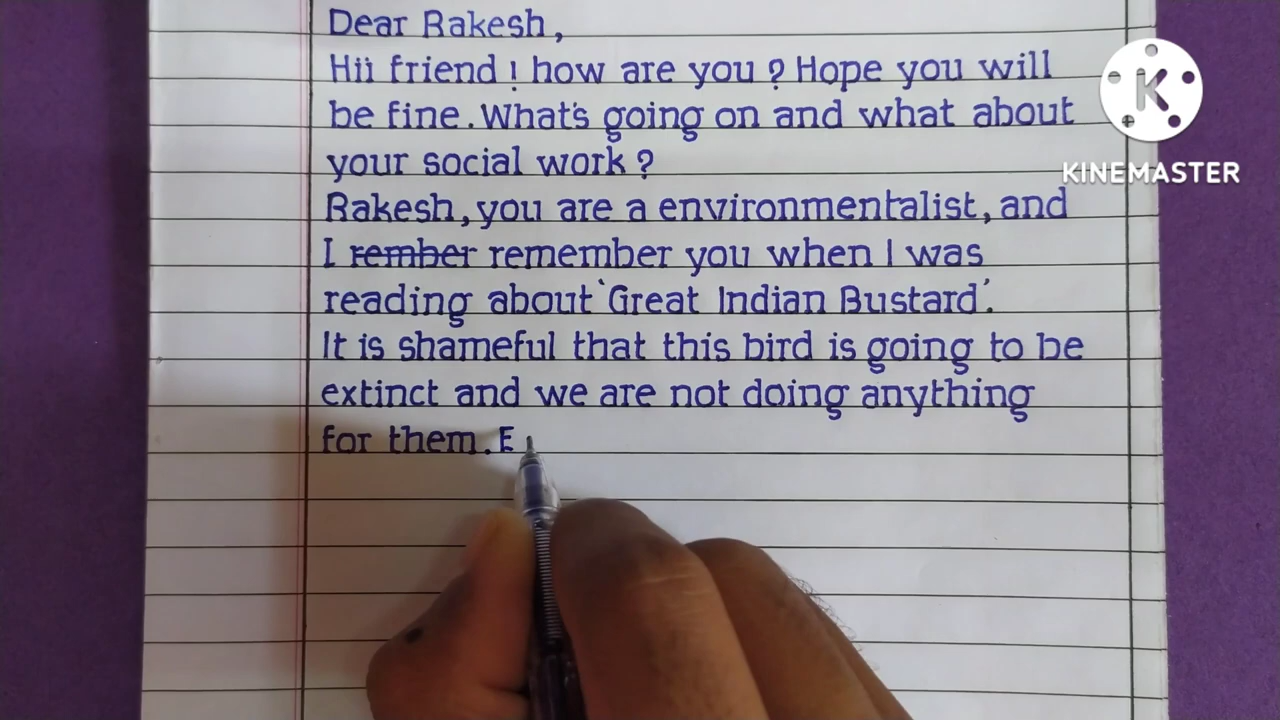 Dear Rakesh,
Hii friend! how are you? Hope you will
be fine. What's going on and what about
your social work?
Rakesh, you are a environmentalist, and
I rember remember you when I was
reading about 'Great Indian Bustard'.
It is shameful that this bird is going to be
extinct and we are not doing anything
for them. E
K
KINEMASTER